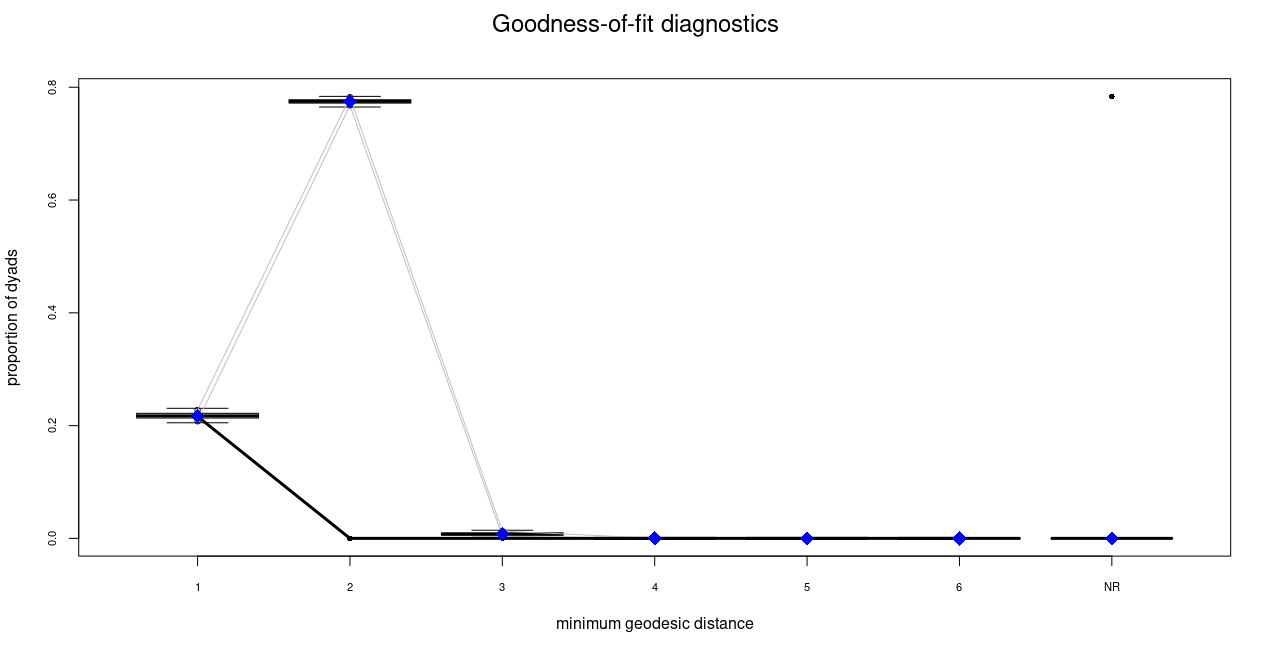 Goodness-of-fit diagnostics
proportion of dyads
0.8
0.6
0.4
0.2
0.0
1 2 3 4 5 6 NR
minimum geodesic distance